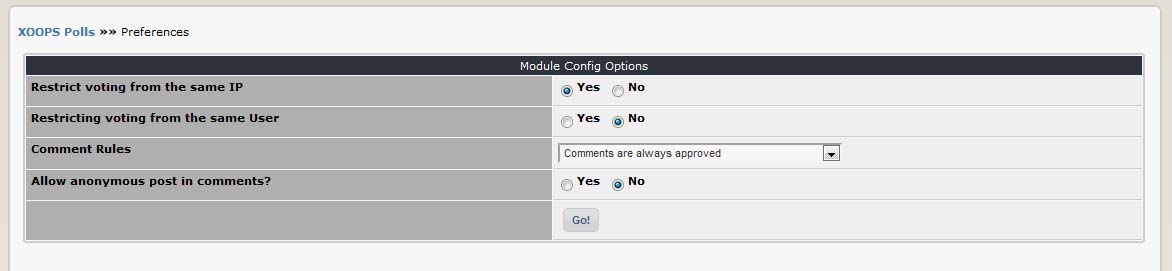 XOOPS Polls »» Preferences
Module Config Options
Restrict voting from the same IP Yes No
Restricting voting from the same User Yes No
Comment Rules Comments are always approved
Allow anonymous post in comments? Yes No
Go!